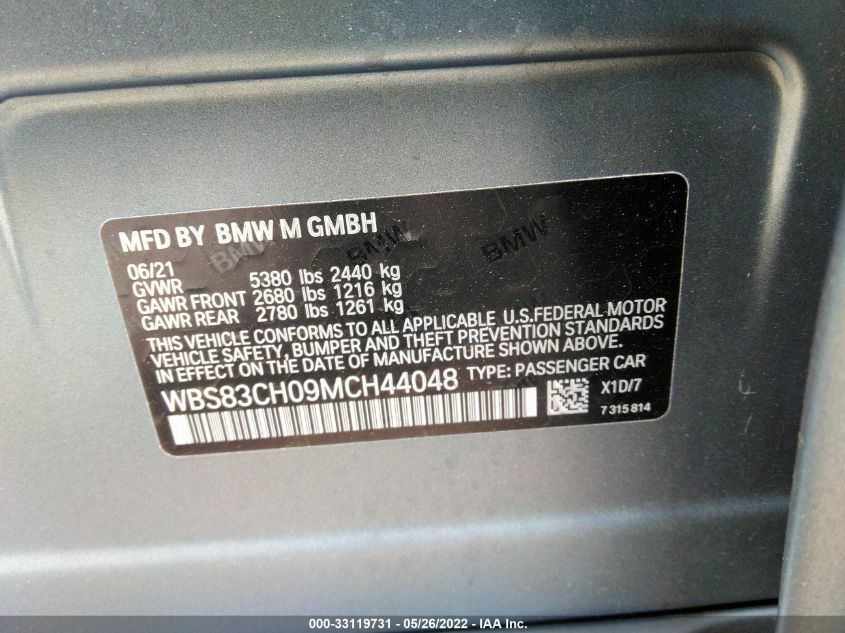 MFD BY BMW M GMBH
BMW BMW BMW
06/21
GVWR 5380 lbs 2440 kg
GAWR FRONT 2680 lbs 1216 kg
GAWR REAR 2780 lbs 1261 kg
THIS VEHICLE CONFORMS TO ALL APPLICABLE U.S.FEDERAL MOTOR
VEHICLE SAFETY, BUMPER AND THEFT PREVENTION STANDARDS
IN EFFECT ON THE DATE OF MANUFACTURE SHOWN ABOVE.
WBS83CH09MCH44048 TYPE: PASSENGER CAR
X1D/7
7 315 814
000-33119731 - 05/26/2022 - IAA Inc.